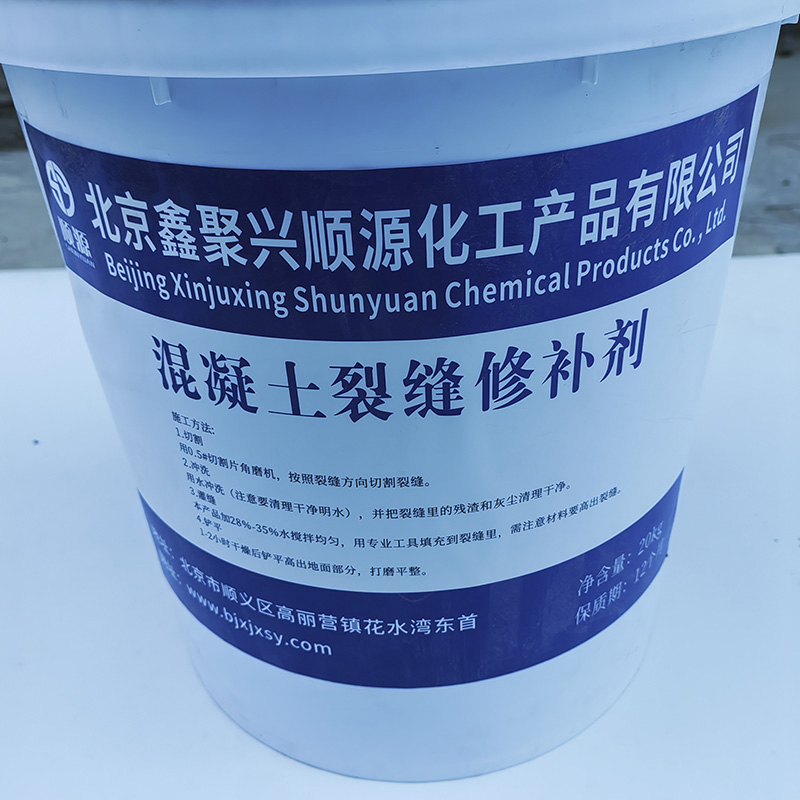 顺源
SHUNYUAN
北京鑫聚兴顺源化工产品有限公司
Beijing Xinjuxing Shunyuan Chemical Products Co., Ltd.
混凝土裂缝修补剂
施工方法:
1.切割
用0.5#切割片角磨机，按照裂缝方向切割裂缝。
2.冲洗
用水冲洗（注意要清理干净明水），并把裂缝里的残渣和灰尘清理干净。
3.灌缝
本产品加28%-35%水搅拌均匀，用专业工具填充到裂缝里，需注意材料要高出裂缝。
4.铲平
1-2小时干燥后铲平高出地面部分，打磨平整。
北京市顺义区高丽营镇花水湾东首
www.bjxjxsy.com
净含量：20kg
保质期：12个